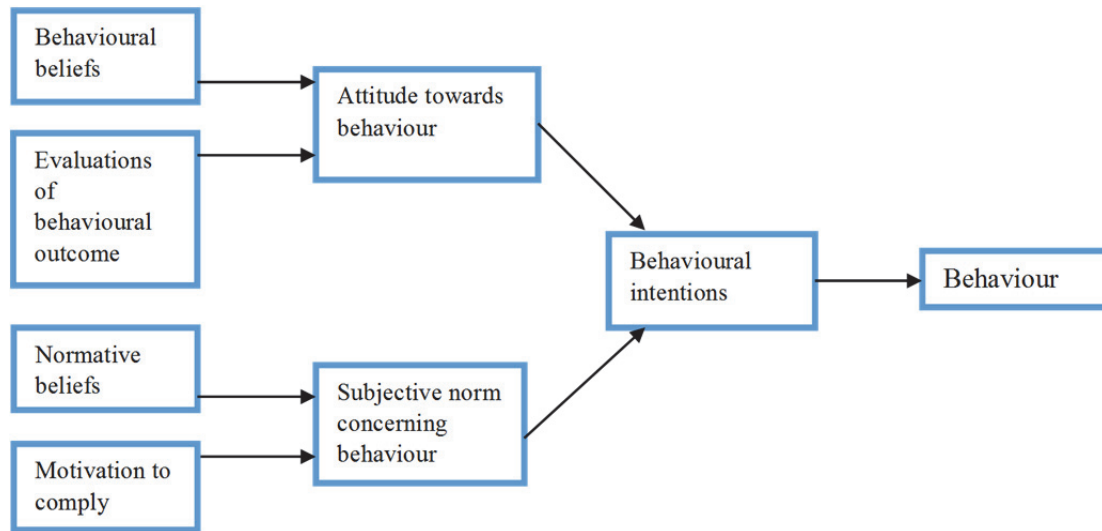 Behavioural
beliefs
Evaluations
of
behavioural
outcome
Attitude towards
behaviour
Normative
beliefs
Motivation to
comply
Subjective norm
concerning
behaviour
Behavioural
intentions
Behaviour